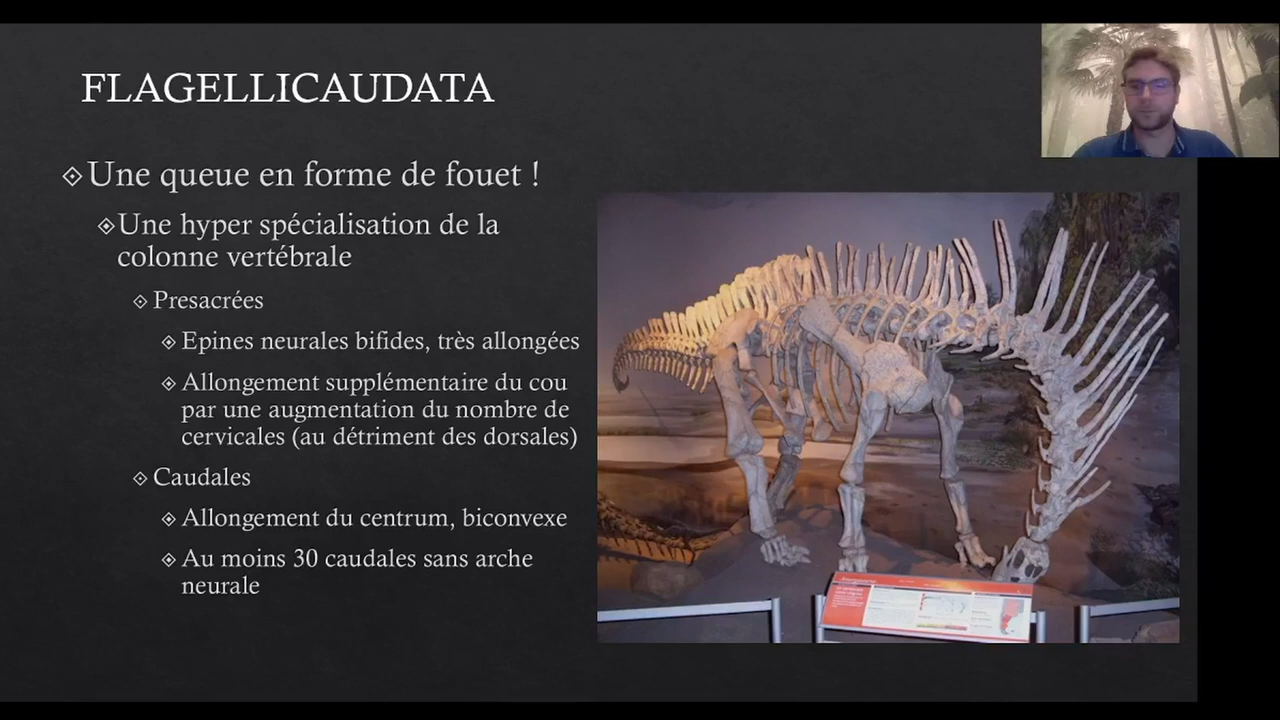 FLAGELLICAUDATA
Une queue en forme de fouet !
Une hyper spécialisation de la
colonne vertébrale
Presacrées
Epines neurales bifides, très allongées
Allongement supplémentaire du cou
par une augmentation du nombre de
cervicales (au détriment des dorsales)
Caudales
Allongement du centrum, biconvexe
Au moins 30 caudales sans arche
neurale